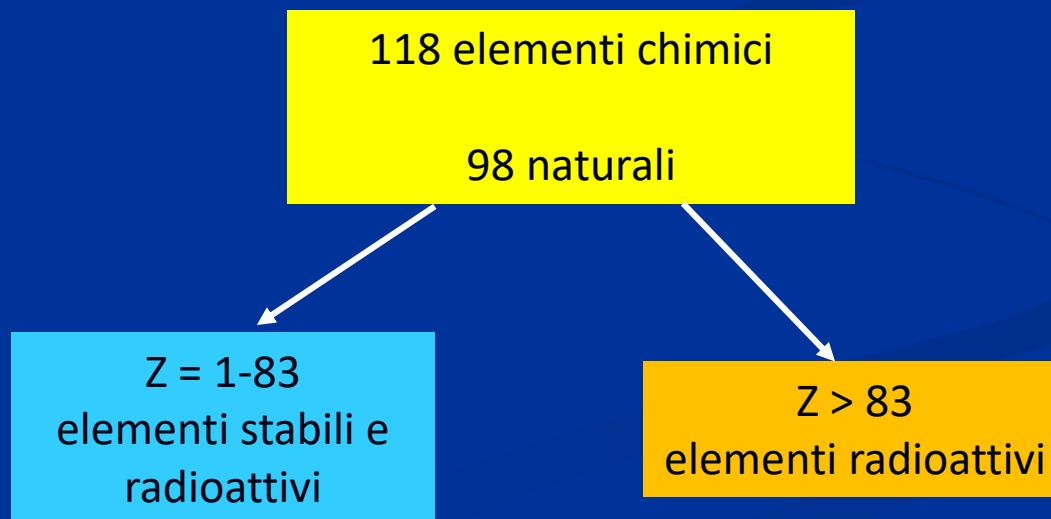 118 elementi chimici
98 naturali
Z = 1-83
elementi stabili e
radioattivi
Z > 83
elementi radioattivi